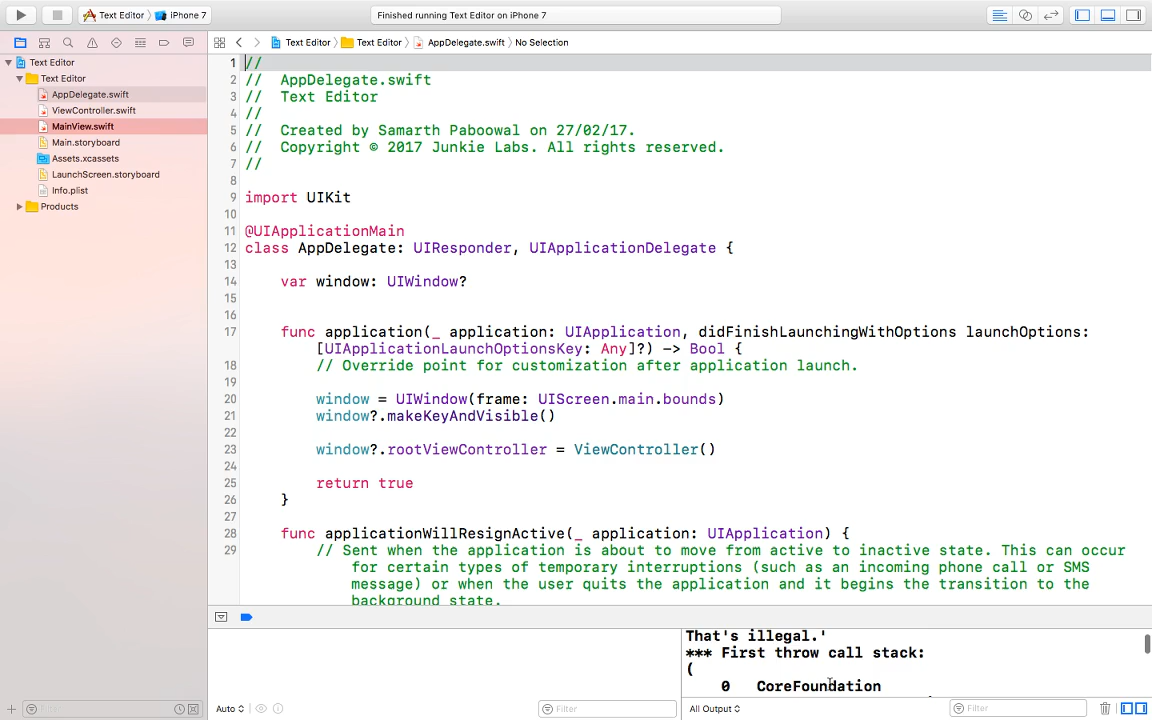 Text Editor iPhone 7
Finished running Text Editor on iPhone 7
Text Editor Text Editor AppDelegate.swift No Selection
Text Editor
Text Editor
AppDelegate.swift
ViewController.swift
MainView.swift
Main.storyboard
Assets.xcassets
LaunchScreen.storyboard
Info.plist
Products
1 //
2 //  AppDelegate.swift
3 //  Text Editor
4 //
5 //  Created by Samarth Paboowal on 27/02/17.
6 //  Copyright © 2017 Junkie Labs. All rights reserved.
7 //
8
9 import UIKit
10
11 @UIApplicationMain
12 class AppDelegate: UIResponder, UIApplicationDelegate {
13
14 var window: UIWindow?
15
16
17 func application(_ application: UIApplication, didFinishLaunchingWithOptions launchOptions:
[UIApplicationLaunchOptionsKey: Any]?) -> Bool {
18 // Override point for customization after application launch.
19
20 window = UIWindow(frame: UIScreen.main.bounds)
21 window?.makeKeyAndVisible()
22
23 window?.rootViewController = ViewController()
24
25 return true
26 }
27
28 func applicationWillResignActive(_ application: UIApplication) {
29 // Sent when the application is about to move from active to inactive state. This can occur
for certain types of temporary interruptions (such as an incoming phone call or SMS
message) or when the user quits the application and it begins the transition to the
background state.
That's illegal.'
*** First throw call stack:
(
0 CoreFoundation
Filter
Auto
Filter
All Output
Filter